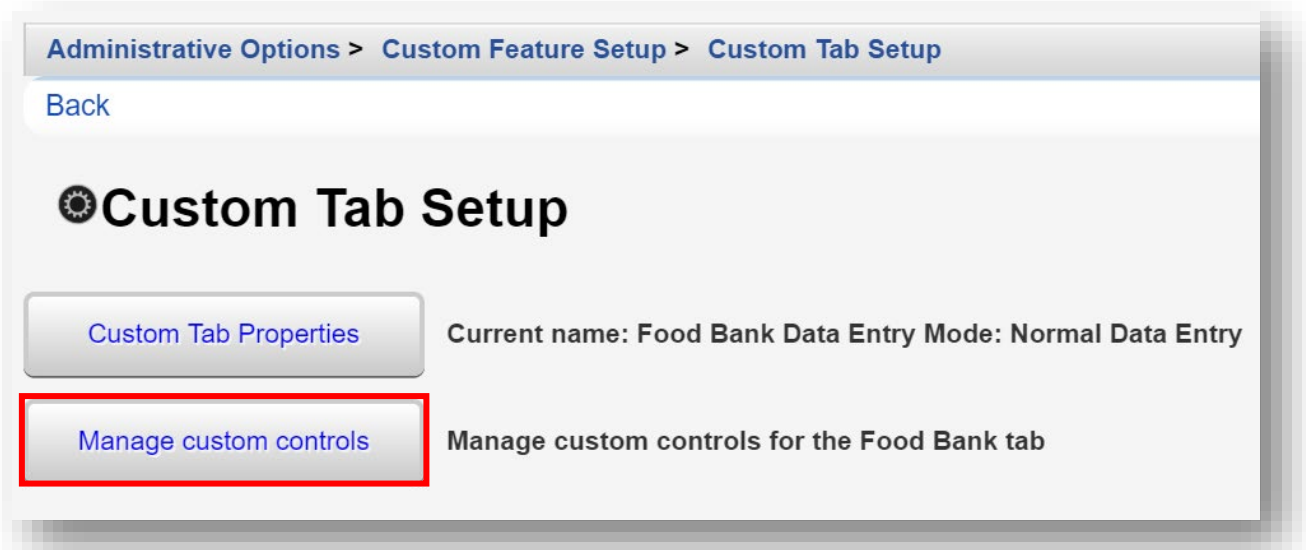 Administrative Options > Custom Feature Setup > Custom Tab Setup
Back
Custom Tab Setup
Custom Tab Properties Current name: Food Bank Data Entry Mode: Normal Data Entry
Manage custom controls Manage custom controls for the Food Bank tab